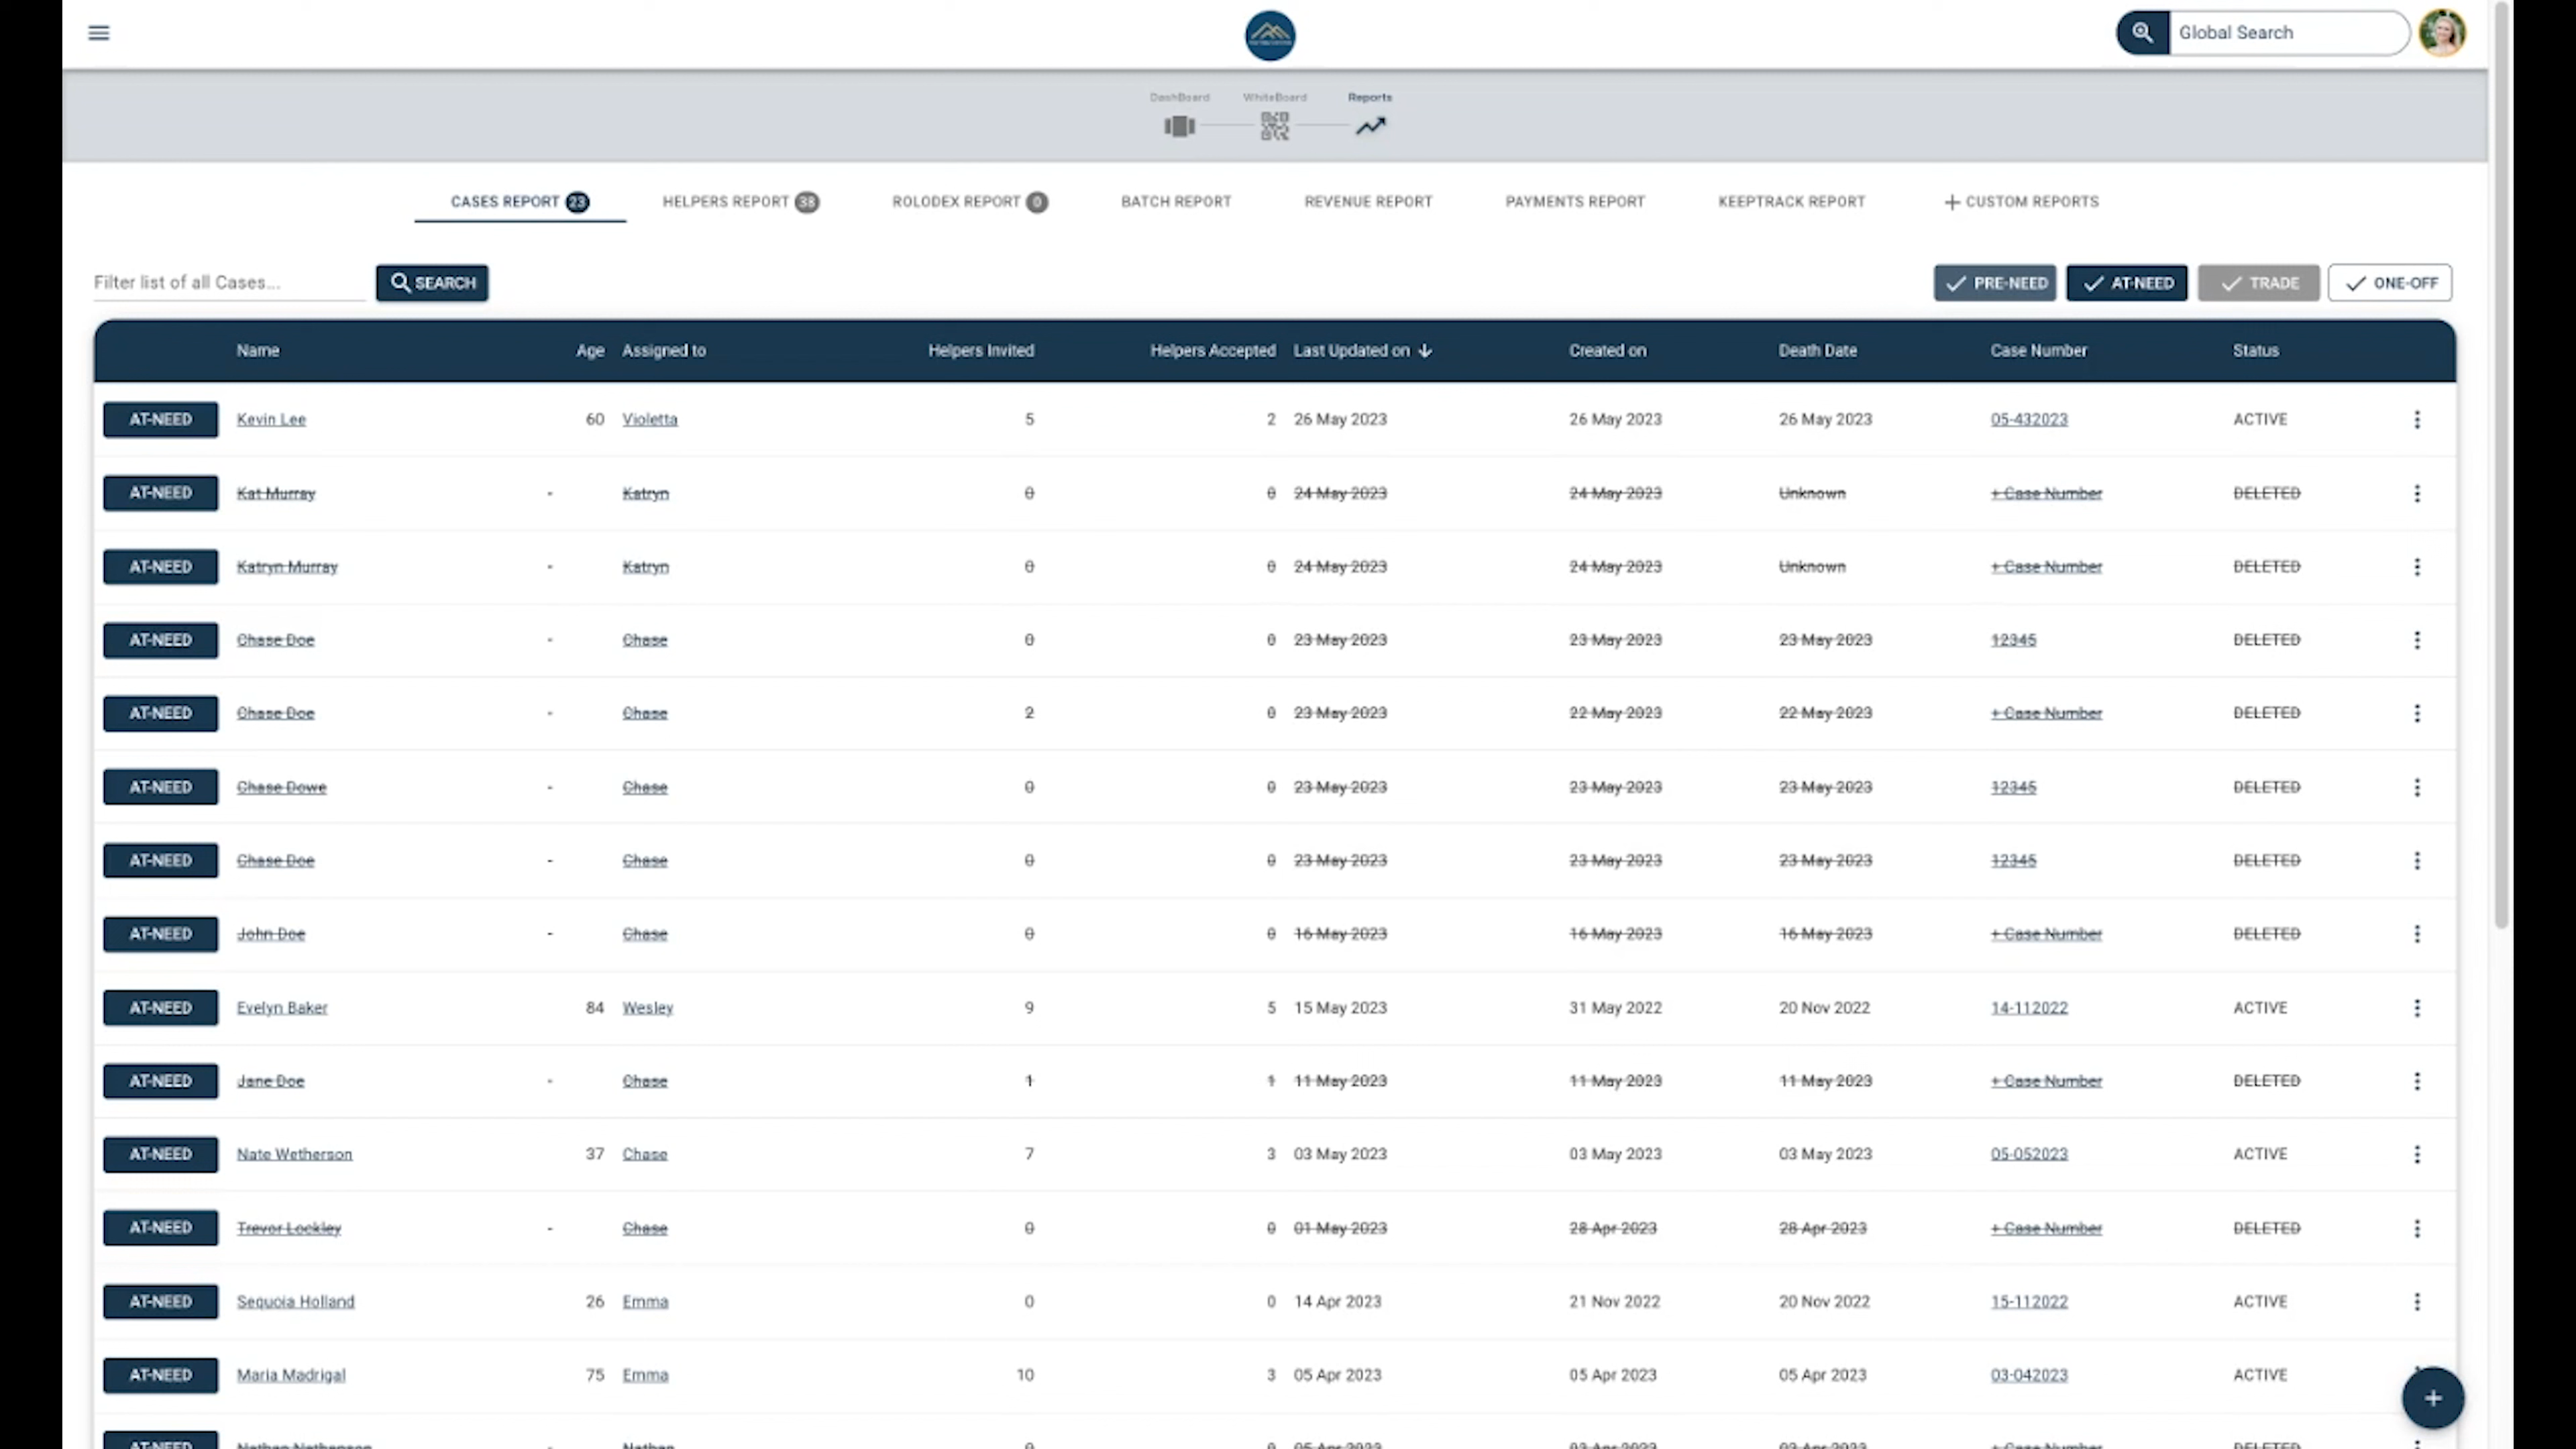 Global Search
DashBoard WhiteBoard Reports
CASES REPORT 23 HELPERS REPORT 38 ROLODEX REPORT 0 BATCH REPORT REVENUE REPORT PAYMENTS REPORT KEEPTRACK REPORT + CUSTOM REPORTS
Filter list of all Cases... SEARCH PRE-NEED AT-NEED TRADE ONE-OFF
Name Age Assigned to Helpers Invited Helpers Accepted Last Updated on Created on Death Date Case Number Status
AT-NEED Kevin Lee 60 Violetta 5 2 26 May 2023 26 May 2023 26 May 2023 05-432023 ACTIVE
AT-NEED Kat Murray - Katryn 0 0 24 May 2023 24 May 2023 Unknown + Case Number DELETED
AT-NEED Katryn Murray - Katryn 0 0 24 May 2023 24 May 2023 Unknown + Case Number DELETED
AT-NEED Chase Doe - Chase 0 0 23 May 2023 23 May 2023 23 May 2023 12345 DELETED
AT-NEED Chase Doe - Chase 2 0 23 May 2023 22 May 2023 22 May 2023 + Case Number DELETED
AT-NEED Chase Dowe - Chase 0 0 23 May 2023 23 May 2023 23 May 2023 12345 DELETED
AT-NEED Chase Doe - Chase 0 0 23 May 2023 23 May 2023 23 May 2023 12345 DELETED
AT-NEED John Doe - Chase 0 0 16 May 2023 16 May 2023 16 May 2023 + Case Number DELETED
AT-NEED Evelyn Baker 84 Wesley 9 5 15 May 2023 31 May 2022 20 Nov 2022 14-112022 ACTIVE
AT-NEED Jane Doe - Chase 1 1 11 May 2023 11 May 2023 11 May 2023 + Case Number DELETED
AT-NEED Nate Wetherson 37 Chase 7 3 03 May 2023 03 May 2023 03 May 2023 05-052023 ACTIVE
AT-NEED Trevor Lockley - Chase 0 0 01 May 2023 28 Apr 2023 28 Apr 2023 + Case Number DELETED
AT-NEED Sequoia Holland 26 Emma 0 0 14 Apr 2023 21 Nov 2022 20 Nov 2022 15-112022 ACTIVE
AT-NEED Maria Madrigal 75 Emma 10 3 05 Apr 2023 05 Apr 2023 05 Apr 2023 03-042023 ACTIVE
AT-NEED Nathan - Nathan